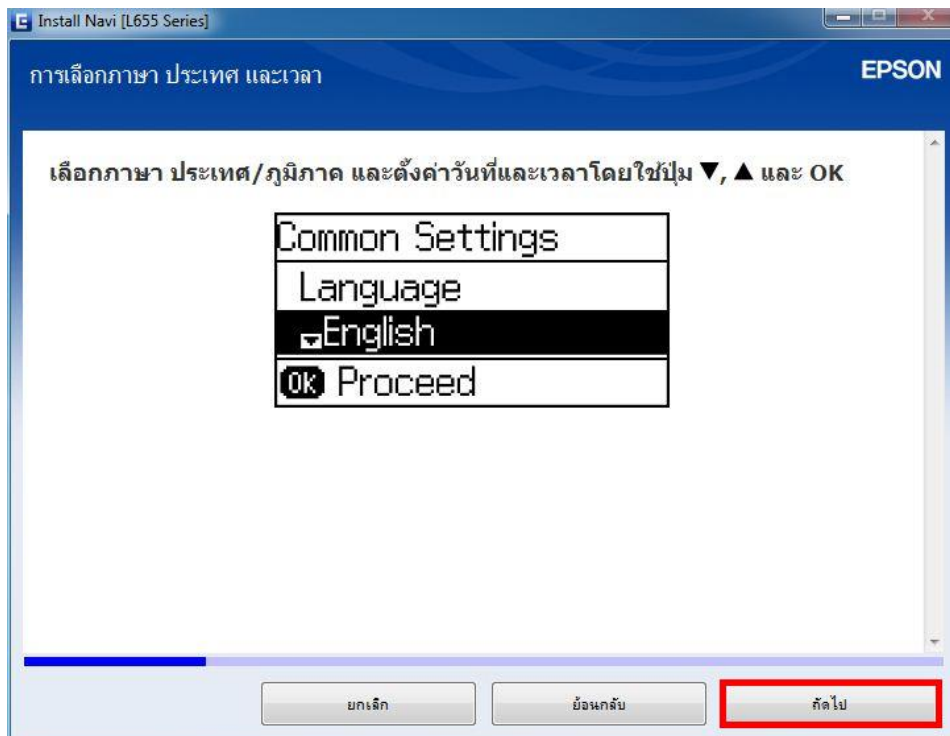 Install Navi [L655 Series]
การเลือกภาษา ประเทศ และเวลา
EPSON
เลือกภาษา ประเทศ/ภูมิภาค และตั้งค่าวันที่และเวลาโดยใช้ปุ่ม ▼, ▲ และ OK
Common Settings
Language
English
OK Proceed
ยกเลิก
ย้อนกลับ
ถัดไป